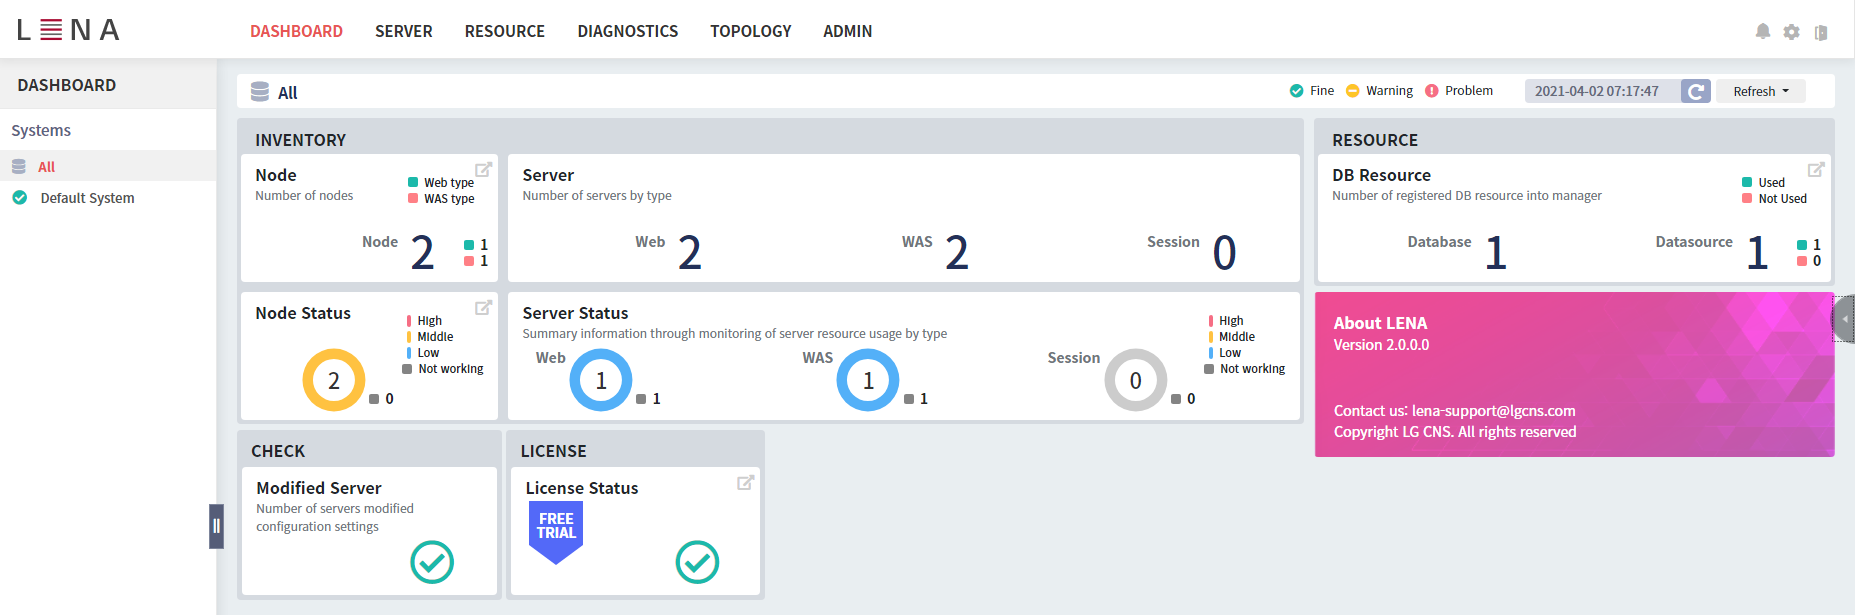 LENA
DASHBOARD SERVER RESOURCE DIAGNOSTICS TOPOLOGY ADMIN
DASHBOARD
Systems
All
Default System
All
Fine Warning Problem 2021-04-02 07:17:47 Refresh
INVENTORY
Node
Number of nodes
Web type
WAS type
Node 2
1
1
Server
Number of servers by type
Web 2 WAS 2 Session 0
Node Status
High
Middle
Low
Not working
2
0
Server Status
Summary information through monitoring of server resource usage by type
High
Middle
Low
Not working
Web 1 1
WAS 1 1
Session 0 0
RESOURCE
DB Resource
Number of registered DB resource into manager
Used
Not Used
Database 1 Datasource 1
1
0
About LENA
Version 2.0.0.0
Contact us: lena-support@lgcns.com
Copyright LG CNS. All rights reserved
CHECK
Modified Server
Number of servers modified
configuration settings
LICENSE
License Status
FREE
TRIAL